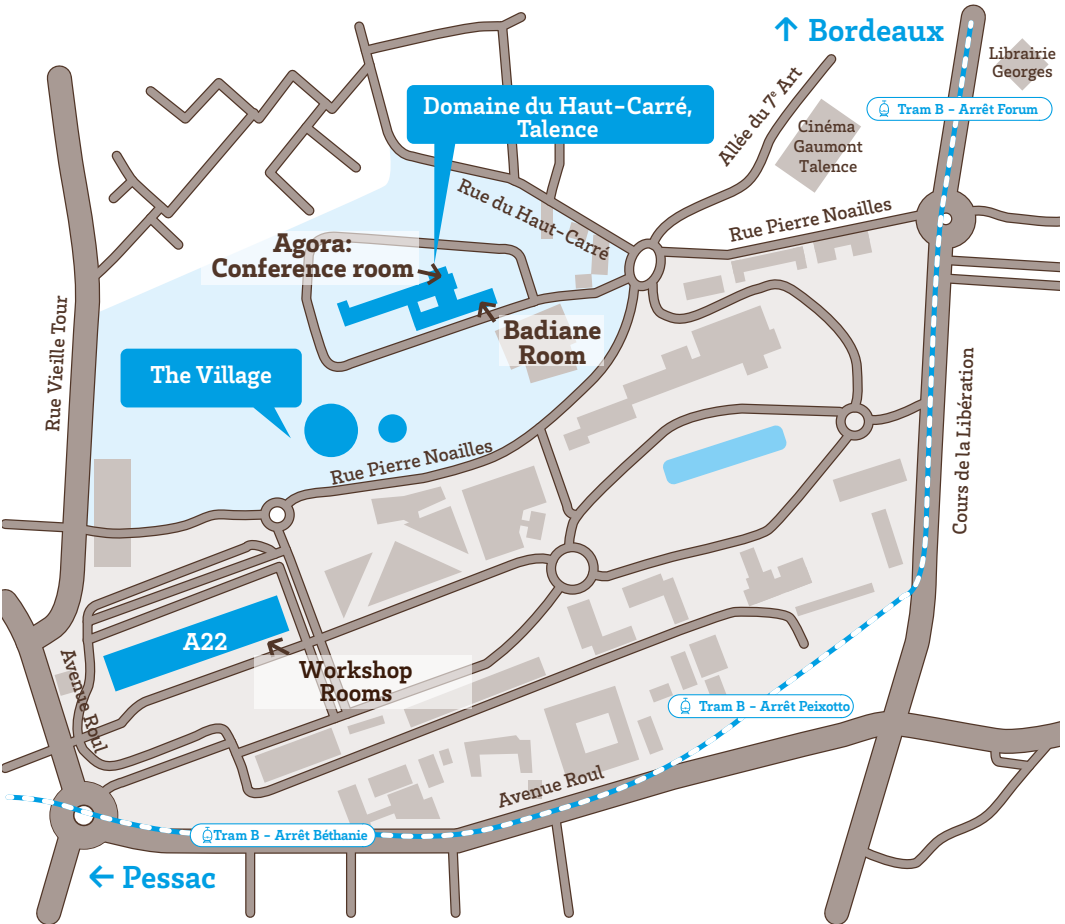 ↑ Bordeaux
Librairie
Georges
Tram B - Arrêt Forum
Allée du 7e Art
Cinéma
Gaumont
Talence
Domaine du Haut-Carré,
Talence
Rue du Haut-Carré
Rue Pierre Noailles
Agora:
Conference room
Badiane
Room
Rue Vieille Tour
The Village
Rue Pierre Noailles
Cours de la Libération
A22
Workshop
Rooms
Avenue Roul
Tram B - Arrêt Peixotto
Avenue Roul
Tram B - Arrêt Béthanie
← Pessac